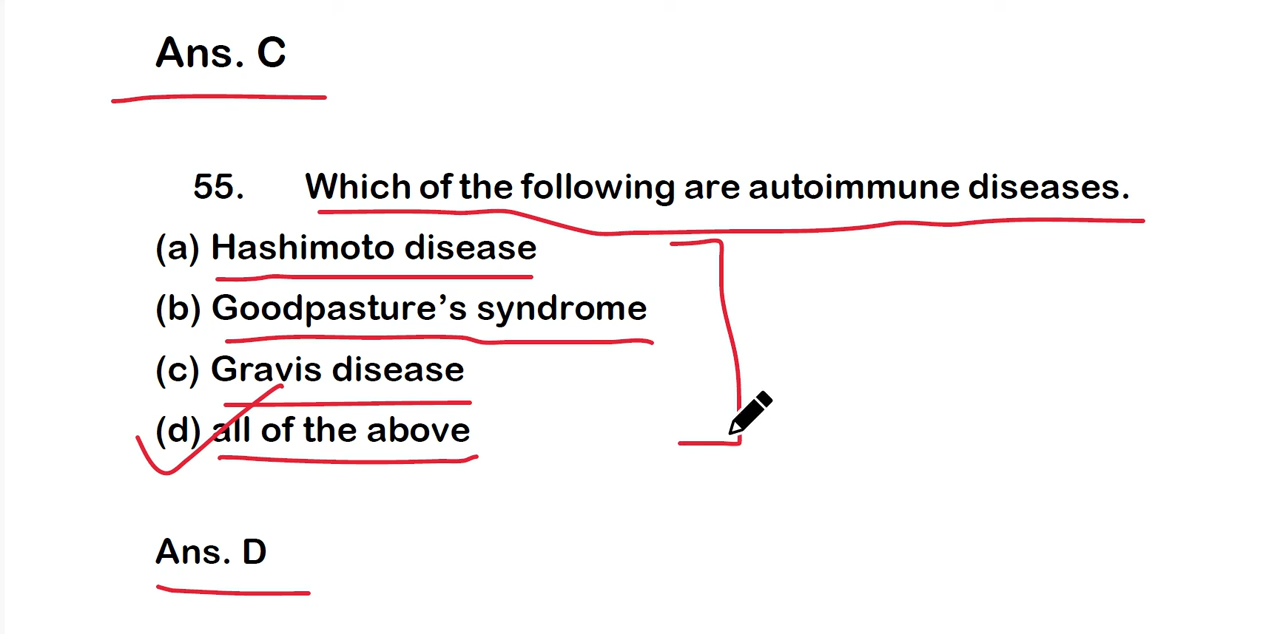 Ans. C
55. Which of the following are autoimmune diseases.
(a) Hashimoto disease
(b) Goodpasture's syndrome
(c) Gravis disease
(d) all of the above
Ans. D